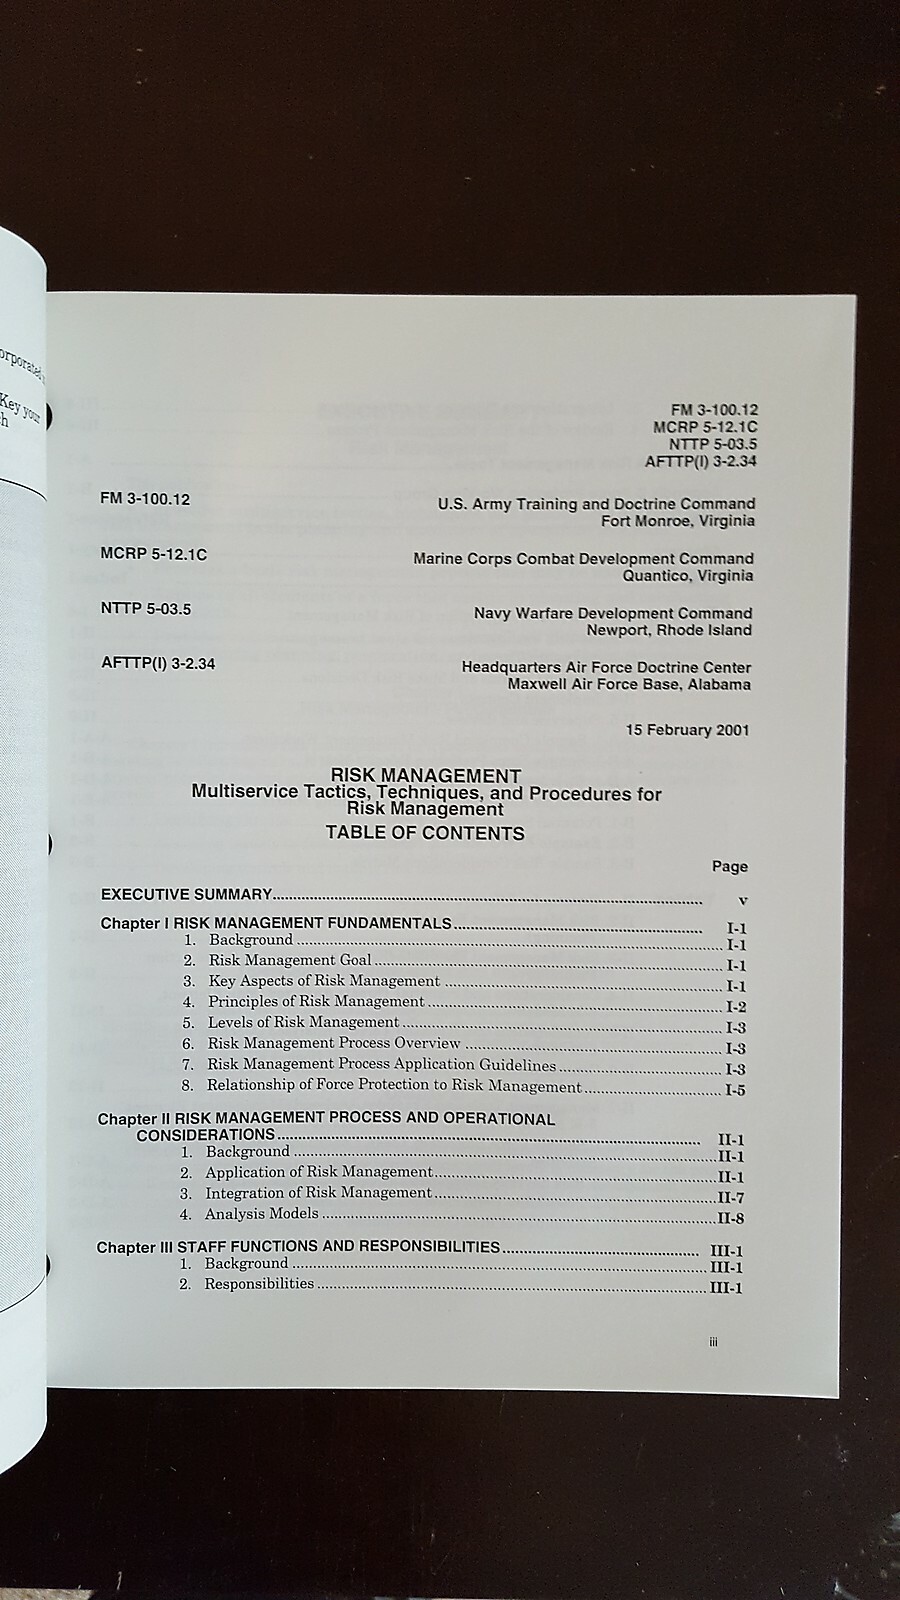 orporated
Key your
h
FM 3-100.12
MCRP 5-12.1C
NTTP 5-03.5
AFTTP(I) 3-2.34
FM 3-100.12 U.S. Army Training and Doctrine Command
Fort Monroe, Virginia
MCRP 5-12.1C Marine Corps Combat Development Command
Quantico, Virginia
NTTP 5-03.5 Navy Warfare Development Command
Newport, Rhode Island
AFTTP(I) 3-2.34 Headquarters Air Force Doctrine Center
Maxwell Air Force Base, Alabama
15 February 2001
RISK MANAGEMENT
Multiservice Tactics, Techniques, and Procedures for
Risk Management
TABLE OF CONTENTS
Page
EXECUTIVE SUMMARY v
Chapter I RISK MANAGEMENT FUNDAMENTALS I-1
1. Background I-1
2. Risk Management Goal I-1
3. Key Aspects of Risk Management I-1
4. Principles of Risk Management I-2
5. Levels of Risk Management I-3
6. Risk Management Process Overview I-3
7. Risk Management Process Application Guidelines I-3
8. Relationship of Force Protection to Risk Management I-5
Chapter II RISK MANAGEMENT PROCESS AND OPERATIONAL
CONSIDERATIONS II-1
1. Background II-1
2. Application of Risk Management II-1
3. Integration of Risk Management II-7
4. Analysis Models II-8
Chapter III STAFF FUNCTIONS AND RESPONSIBILITIES III-1
1. Background III-1
2. Responsibilities III-1
iii